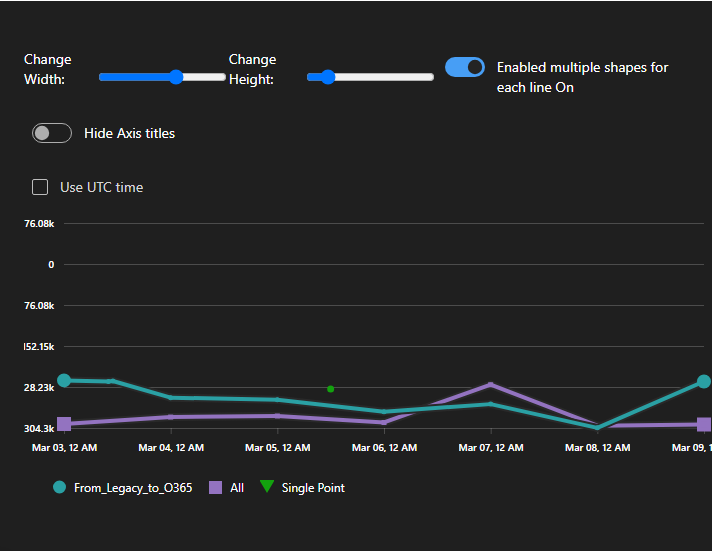 Change
Width:
Change
Height:
Enabled multiple shapes for
each line On
Hide Axis titles
Use UTC time
76.08k
0
76.08k
152.15k
28.23k
304.3k
Mar 03, 12 AM Mar 04, 12 AM Mar 05, 12 AM Mar 06, 12 AM Mar 07, 12 AM Mar 08, 12 AM Mar 09, 1
From_Legacy_to_O365 All Single Point